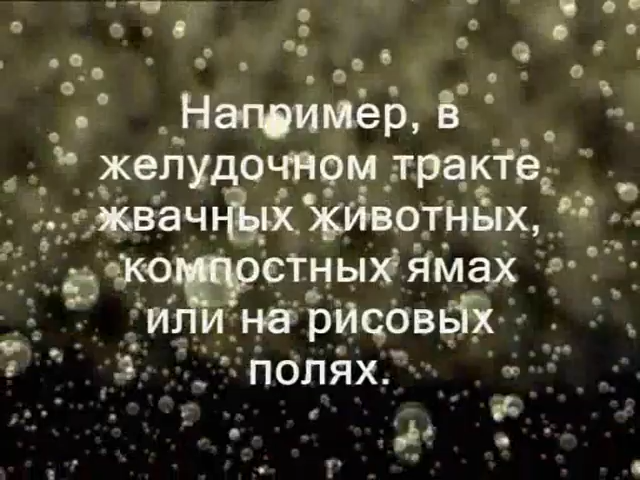 Например, в
желудочном тракте
жвачных животных,
компостных ямах
или на рисовых
полях.